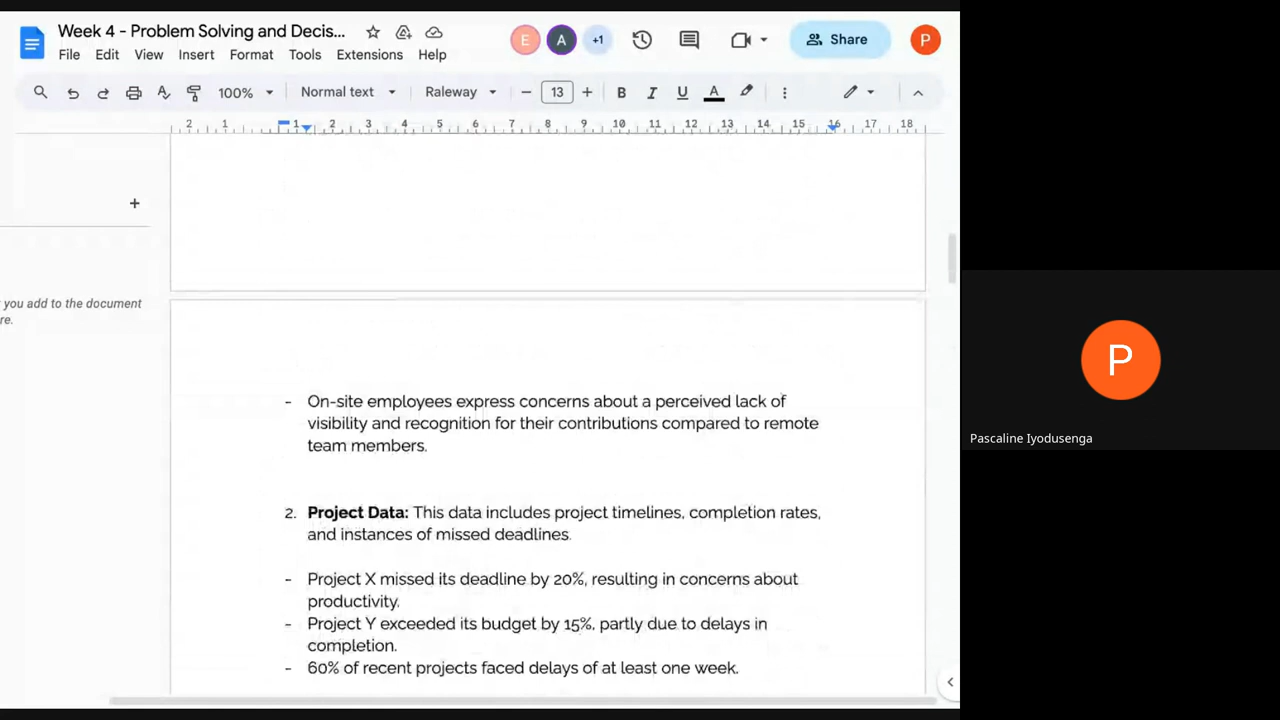 Week 4 - Problem Solving and Decis...
E
A
+1
Share
P
File Edit View Insert Format Tools Extensions Help
100% Normal text Raleway 13 B I U A
2 1 1 2 3 4 5 6 7 8 9 10 11 12 13 14 15 16 17 18
you add to the document
re.
- On-site employees express concerns about a perceived lack of
visibility and recognition for their contributions compared to remote
team members.
2. Project Data: This data includes project timelines, completion rates,
and instances of missed deadlines.
- Project X missed its deadline by 20%, resulting in concerns about
productivity.
- Project Y exceeded its budget by 15%, partly due to delays in
completion.
- 60% of recent projects faced delays of at least one week.
P
Pascaline Iyodusenga